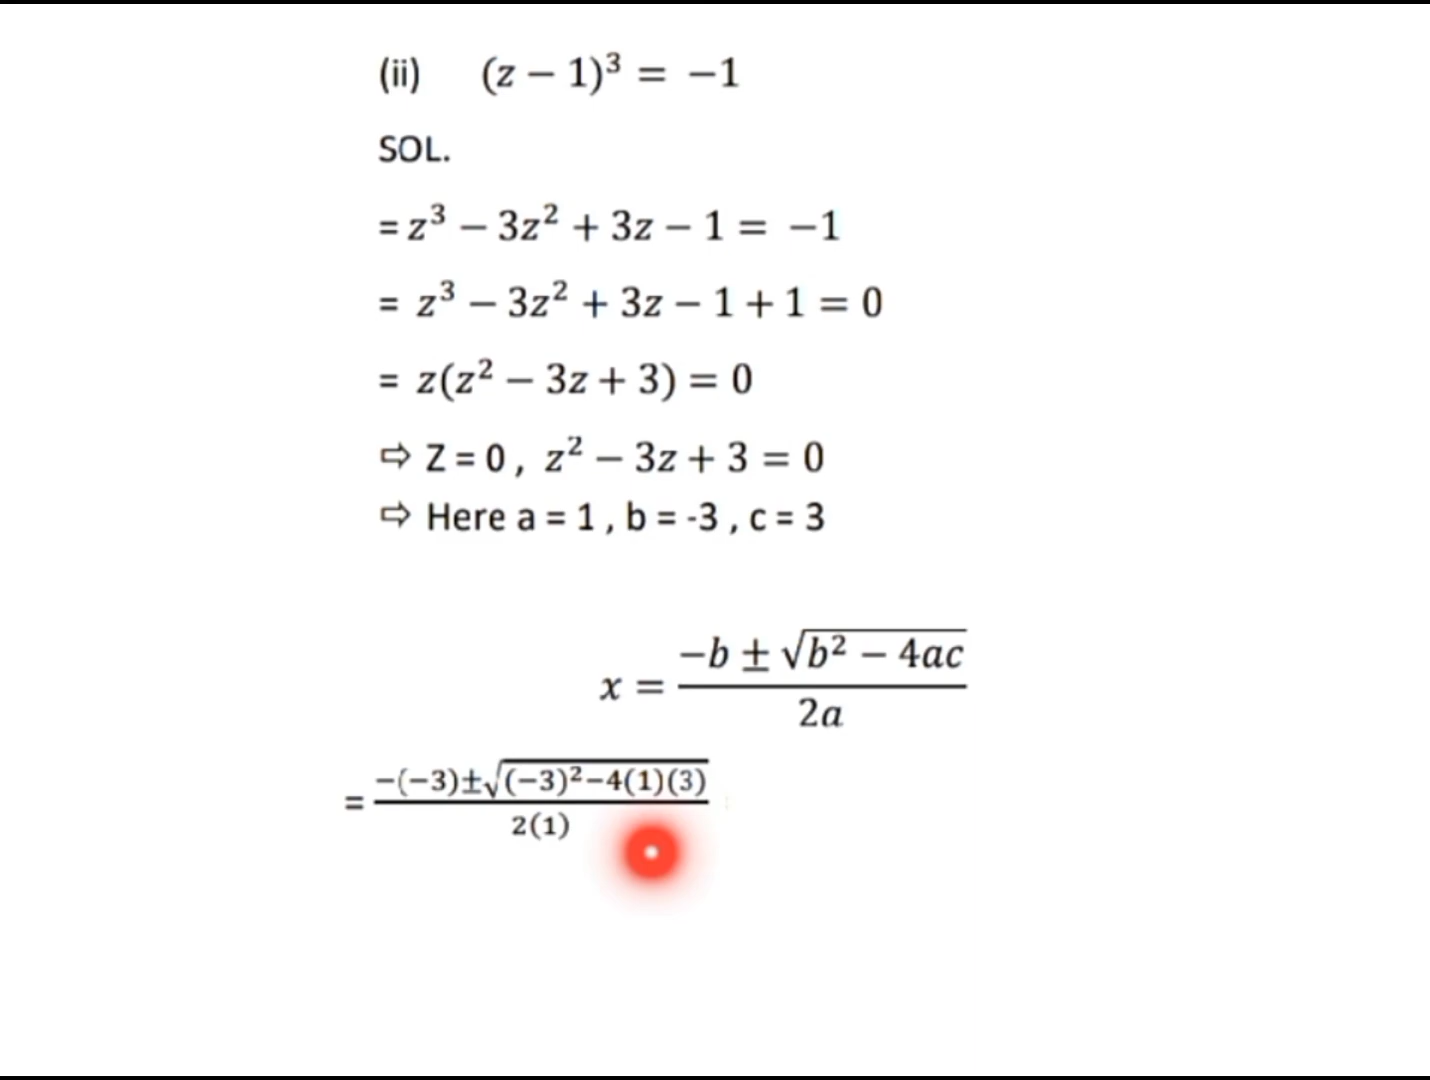 (ii) (z − 1)³ = −1
SOL.
= z³ − 3z² + 3z − 1 = −1
= z³ − 3z² + 3z − 1 + 1 = 0
= z(z² − 3z + 3) = 0
⇨ Z = 0 , z² − 3z + 3 = 0
⇨ Here a = 1 , b = -3 , c = 3
x = (−b ± √(b² − 4ac)) / 2a
= (−(−3)±√((−3)²−4(1)(3))) / 2(1)